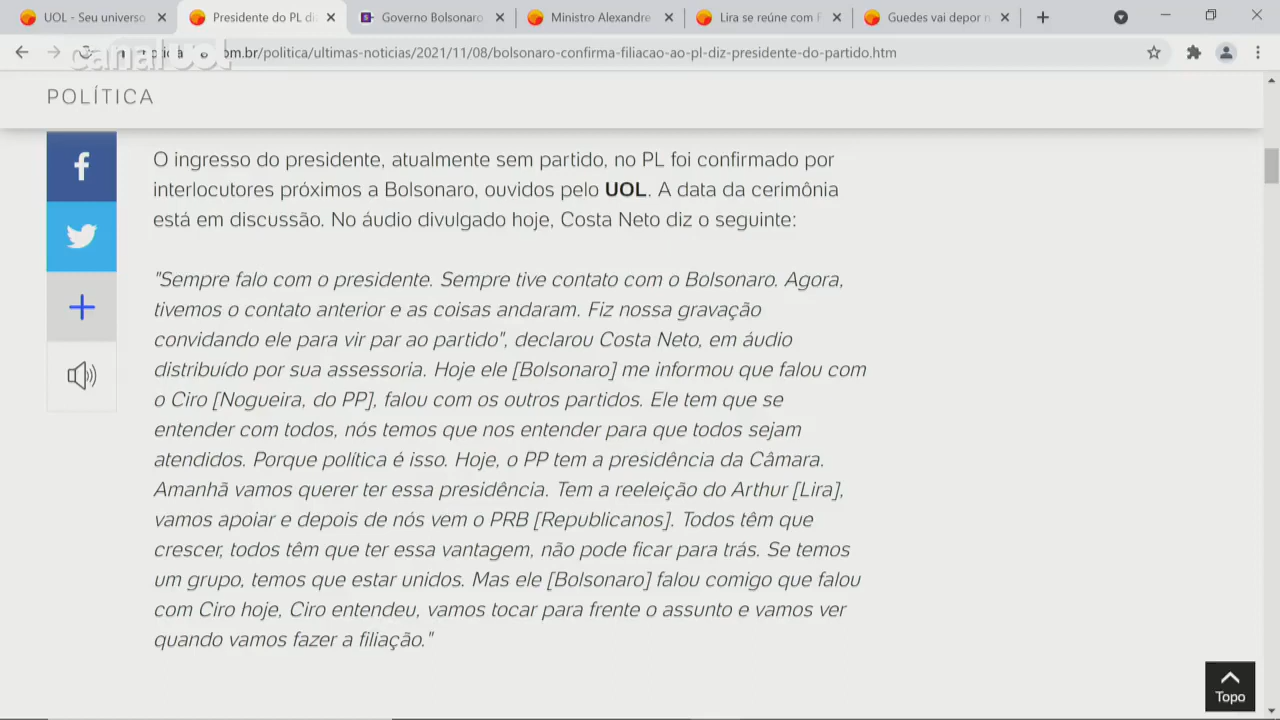 UOL - Seu universo
Presidente do PL di
Governo Bolsonaro
Ministro Alexandre
Lira se reúne com F
Guedes vai depor n
canal UOL
om.br/politica/ultimas-noticias/2021/11/08/bolsonaro-confirma-filiacao-ao-pl-diz-presidente-do-partido.htm
POLÍTICA
O ingresso do presidente, atualmente sem partido, no PL foi confirmado por
interlocutores próximos a Bolsonaro, ouvidos pelo UOL. A data da cerimônia
está em discussão. No áudio divulgado hoje, Costa Neto diz o seguinte:
"Sempre falo com o presidente. Sempre tive contato com o Bolsonaro. Agora,
tivemos o contato anterior e as coisas andaram. Fiz nossa gravação
convidando ele para vir par ao partido", declarou Costa Neto, em áudio
distribuído por sua assessoria. Hoje ele [Bolsonaro] me informou que falou com
o Ciro [Nogueira, do PP], falou com os outros partidos. Ele tem que se
entender com todos, nós temos que nos entender para que todos sejam
atendidos. Porque política é isso. Hoje, o PP tem a presidência da Câmara.
Amanhã vamos querer ter essa presidência. Tem a reeleição do Arthur [Lira],
vamos apoiar e depois de nós vem o PRB [Republicanos]. Todos têm que
crescer, todos têm que ter essa vantagem, não pode ficar para trás. Se temos
um grupo, temos que estar unidos. Mas ele [Bolsonaro] falou comigo que falou
com Ciro hoje, Ciro entendeu, vamos tocar para frente o assunto e vamos ver
quando vamos fazer a filiação."
Topo